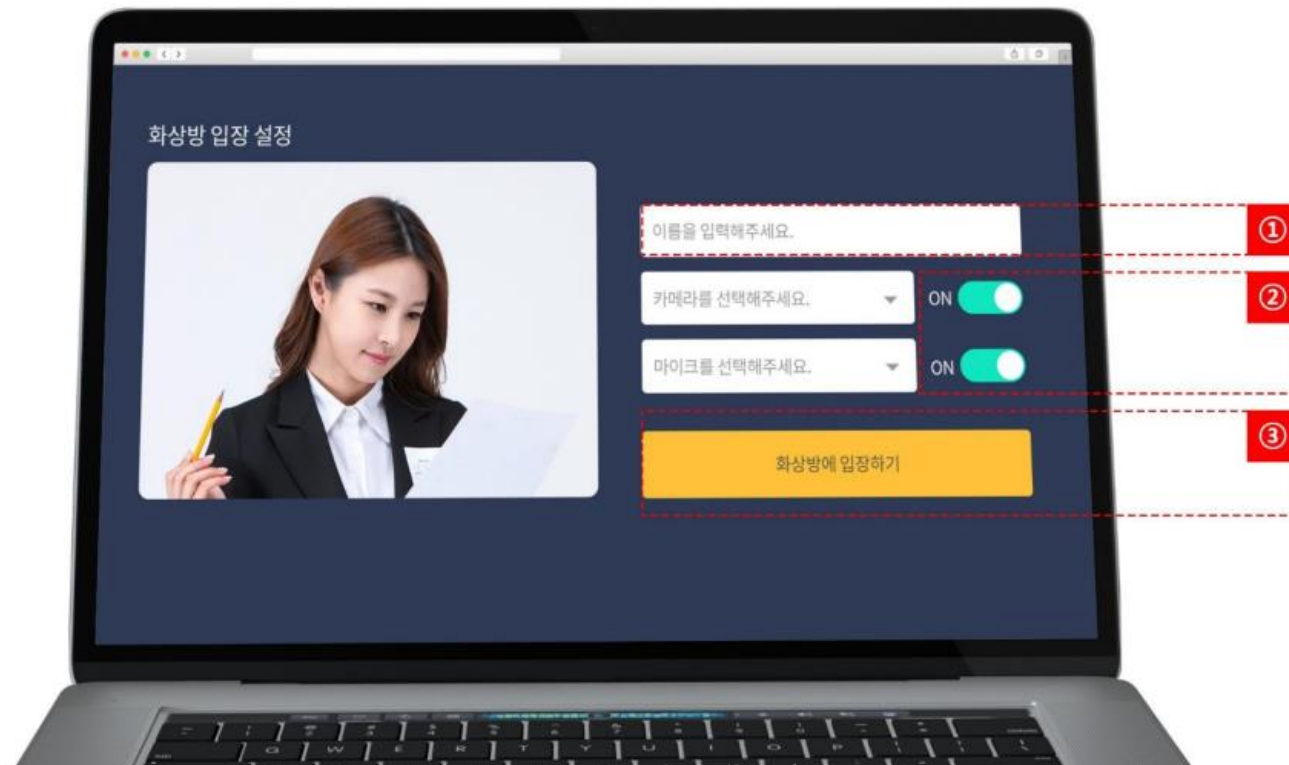 화상방 입장 설정
이름을 입력해주세요.
①
카메라를 선택해주세요.
ON
②
마이크를 선택해주세요.
ON
③
화상방에 입장하기
Q W E R T Y U I O P